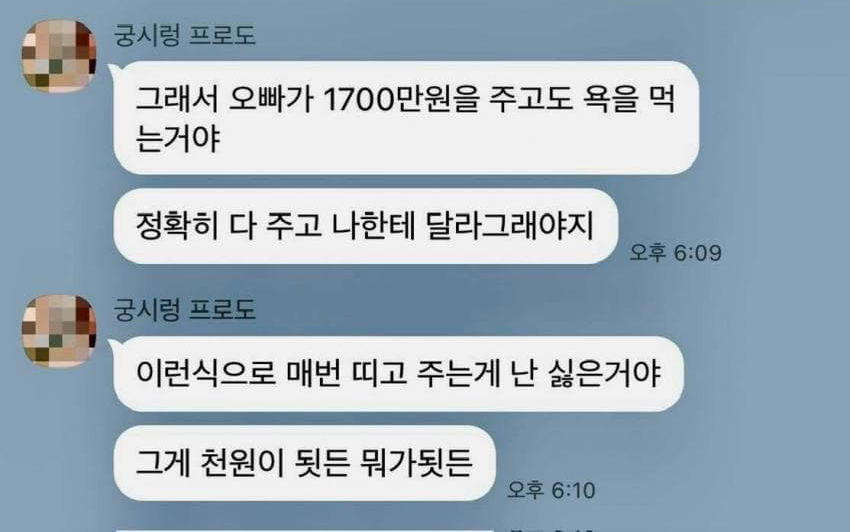 궁시렁 프로도
그래서 오빠가 1700만원을 주고도 욕을 먹
는거야
정확히 다 주고 나한테 달라그래야지
오후 6:09
궁시렁 프로도
이런식으로 매번 띠고 주는게 난 싫은거야
그게 천원이 됫든 뭐가됫든
오후 6:10